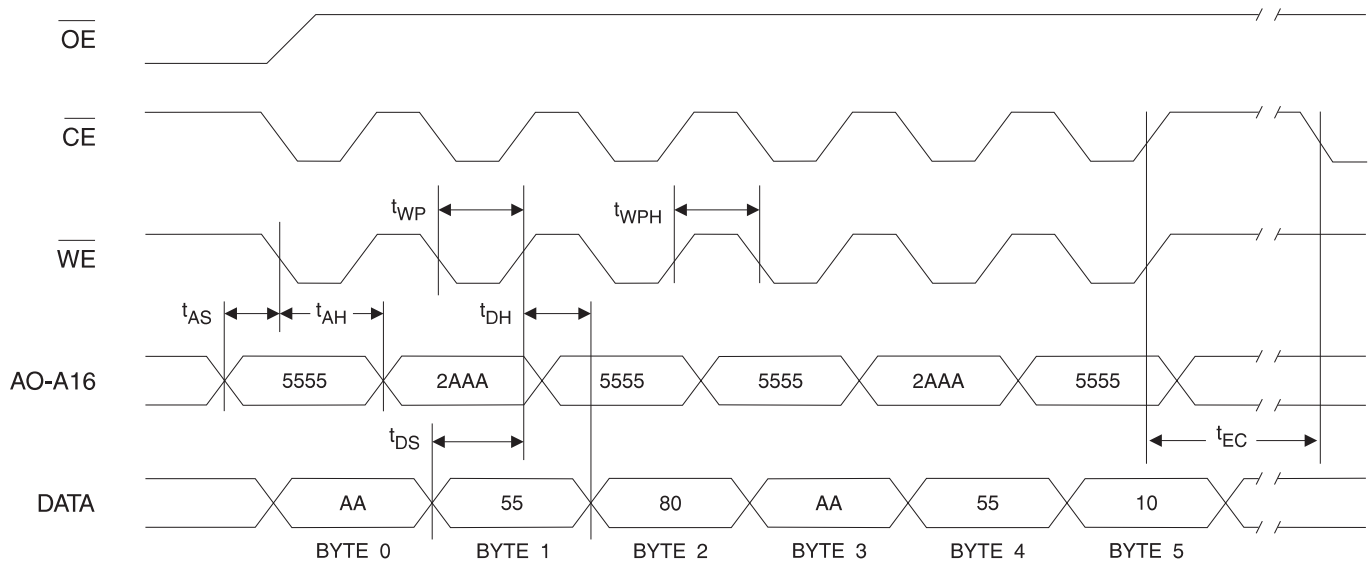 OE
CE
tWP
tWPH
WE
tAS
tAH
tDH
AO-A16
5555
2AAA
5555
5555
2AAA
5555
tDS
tEC
DATA
AA
55
80
AA
55
10
BYTE 0
BYTE 1
BYTE 2
BYTE 3
BYTE 4
BYTE 5